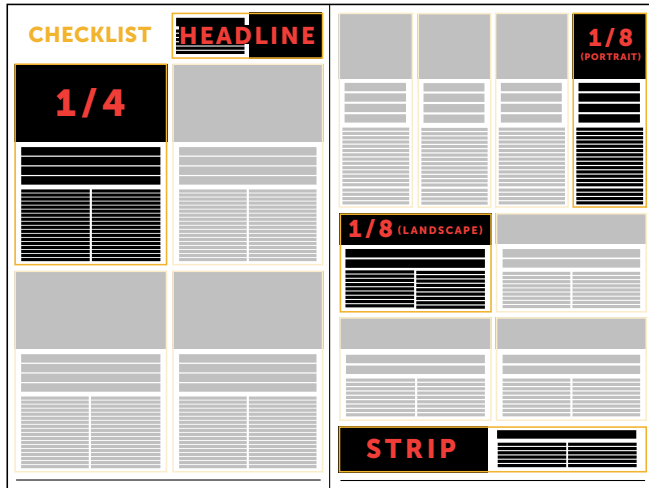 CHECKLIST
HEADLINE
1/4
1/8
(PORTRAIT)
1/8 (LANDSCAPE)
STRIP